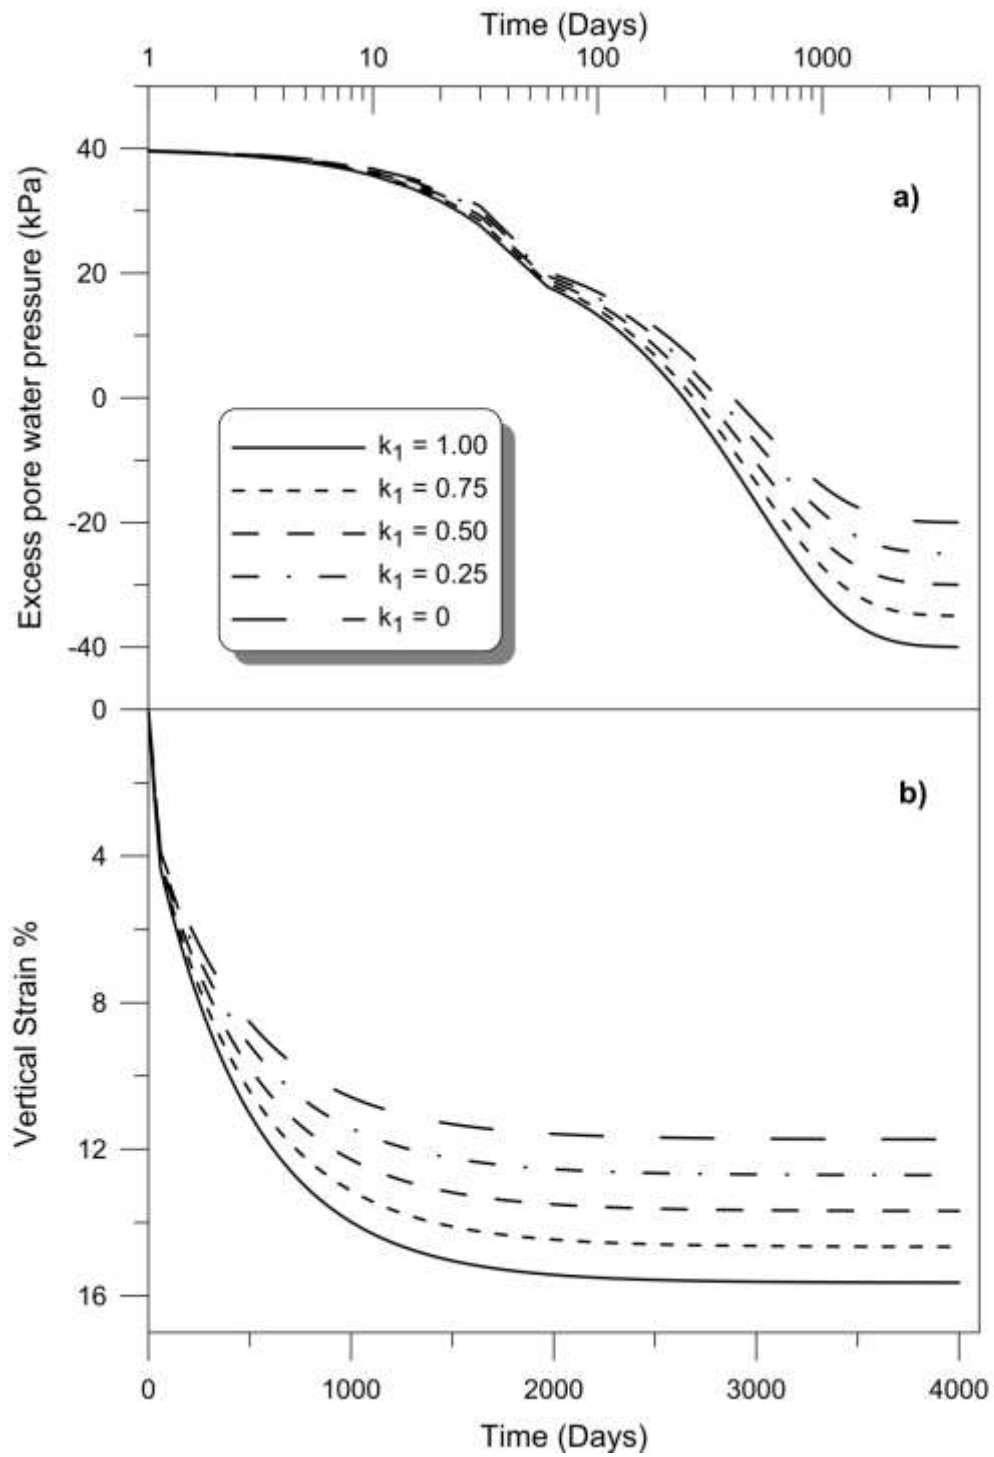 Time (Days)
1 10 100 1000
Excess pore water pressure (kPa)
40
20
0
-20
-40
a)
k1 = 1.00
k1 = 0.75
k1 = 0.50
k1 = 0.25
k1 = 0
Vertical Strain %
0
4
8
12
16
b)
0 1000 2000 3000 4000
Time (Days)